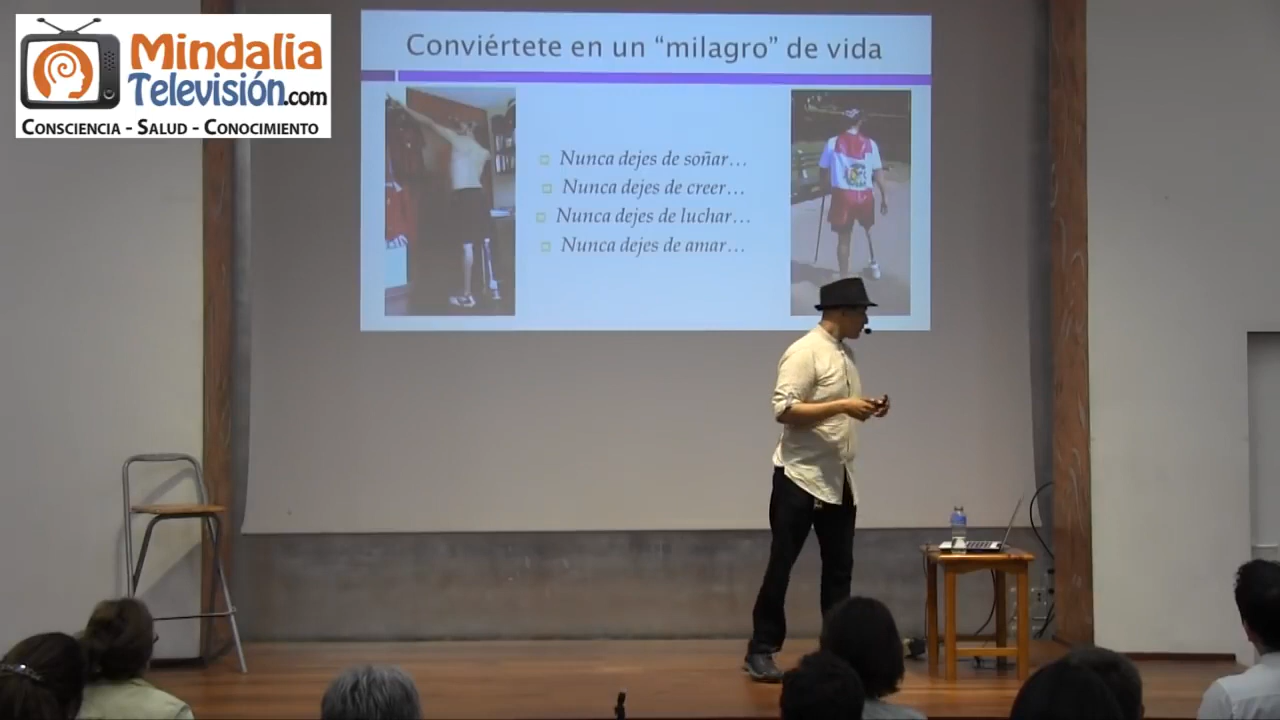 Mindalia
Televisión.com
Consciencia - Salud - Conocimiento
Conviértete en un “milagro” de vida
Nunca dejes de soñar...
Nunca dejes de creer...
Nunca dejes de luchar...
Nunca dejes de amar...